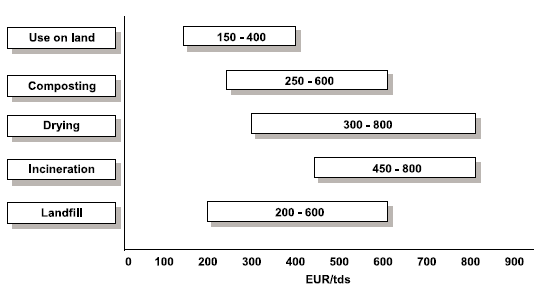 Use on land 150 - 400
Composting 250 - 600
Drying 300 - 800
Incineration 450 - 800
Landfill 200 - 600
0 100 200 300 400 500 600 700 800 900
EUR/tds